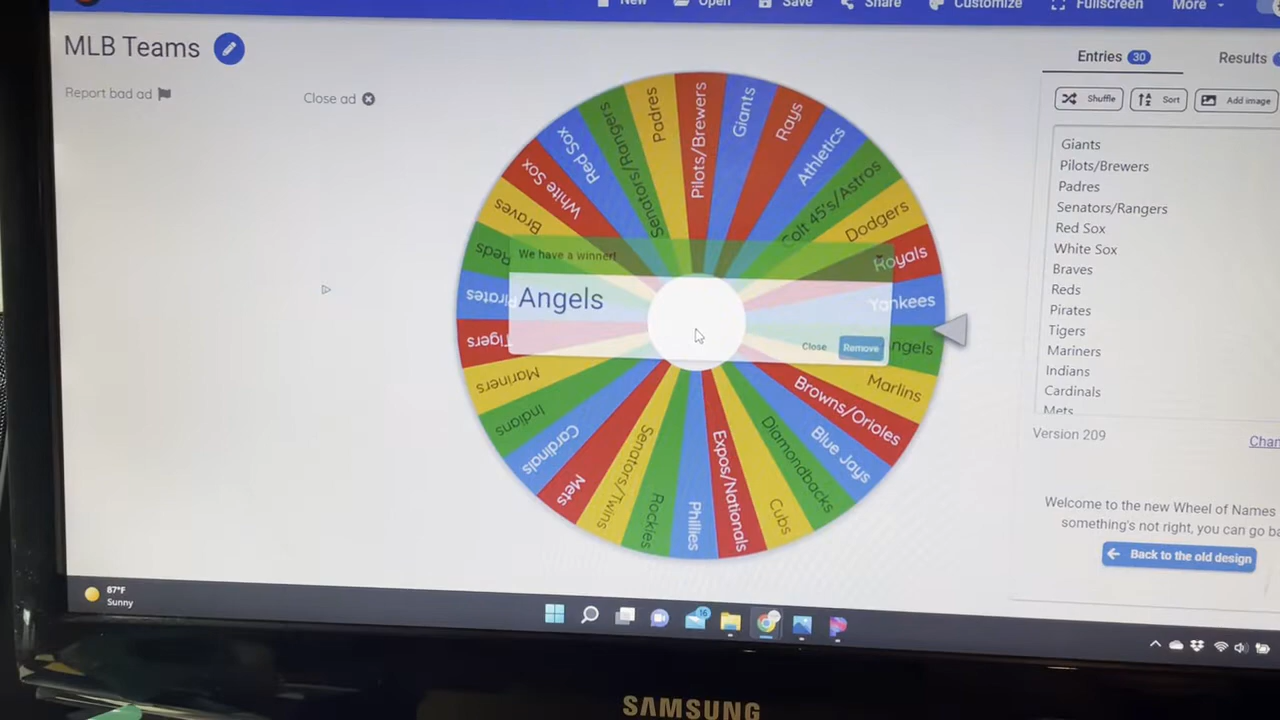 New Open Save Share Customize Fullscreen More
MLB Teams
Report bad ad
Close ad
Entries 30
Results
Shuffle
Sort
Add image
Giants
Pilots/Brewers
Padres
Senators/Rangers
Red Sox
White Sox
Braves
Reds
Pirates
Tigers
Mariners
Indians
Cardinals
Mets
Version 209
Chan
Welcome to the new Wheel of Names
something's not right, you can go ba
Back to the old design
We have a winner!
Angels
Close
Remove
Padres
Pilots/Brewers
Giants
Rays
Athletics
Colt 45's/Astros
Dodgers
Royals
Yankees
Angels
Marlins
Browns/Orioles
Blue Jays
Diamondbacks
Cubs
Expos/Nationals
Phillies
Rockies
Senators/Twins
Mets
Cardinals
Indians
Mariners
Tigers
Pirates
Reds
Braves
White Sox
Red Sox
Senators/Rangers
87°F
Sunny
16
SAMSUNG